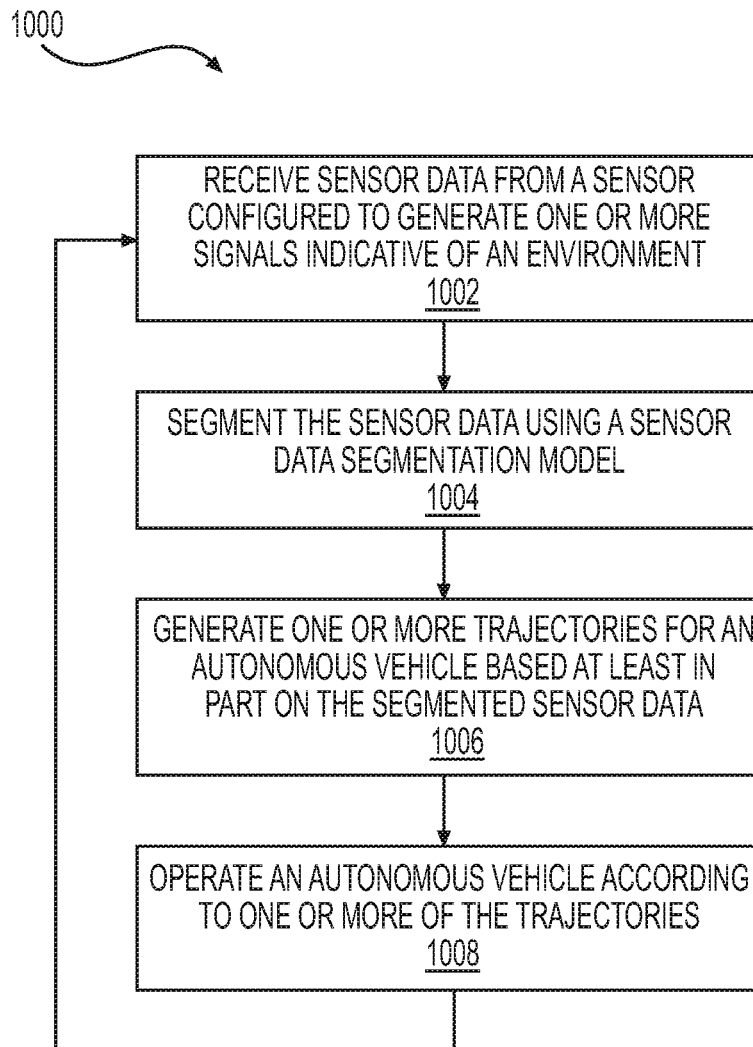 1000
RECEIVE SENSOR DATA FROM A SENSOR
CONFIGURED TO GENERATE ONE OR MORE
SIGNALS INDICATIVE OF AN ENVIRONMENT
1002
SEGMENT THE SENSOR DATA USING A SENSOR
DATA SEGMENTATION MODEL
1004
GENERATE ONE OR MORE TRAJECTORIES FOR AN
AUTONOMOUS VEHICLE BASED AT LEAST IN
PART ON THE SEGMENTED SENSOR DATA
1006
OPERATE AN AUTONOMOUS VEHICLE ACCORDING
TO ONE OR MORE OF THE TRAJECTORIES
1008